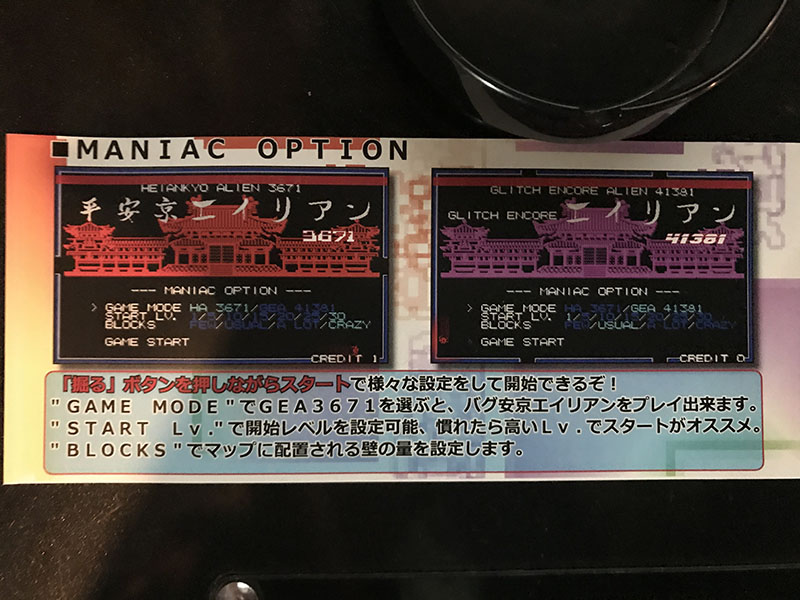 ■MANIAC OPTION
HEIANKYO ALIEN 3671
平安京エイリアン
3671
--- MANIAC OPTION ---
> GAME MODE HA 3671/GEA 41381
START LV.
BLOCKS FEW/USUAL/A LOT/CRAZY
GAME START
CREDIT 1
GLITCH ENCORE ALIEN 41381
GLITCH ENCORE エイリアン
41381
--- MANIAC OPTION ---
> GAME MODE HA 3671/GEA 41381
START LV.
BLOCKS FEW/USUAL/A LOT/CRAZY
GAME START
CREDIT 0
「掘る」ボタンを押しながらスタートで様々な設定をして開始できるぞ！
"GAME MODE"でGEA3671を選ぶと、バグ安京エイリアンをプレイ出来ます。
"START Lv."で開始レベルを設定可能、慣れたら高いLv.でスタートがオススメ。
"BLOCKS"でマップに配置される壁の量を設定します。